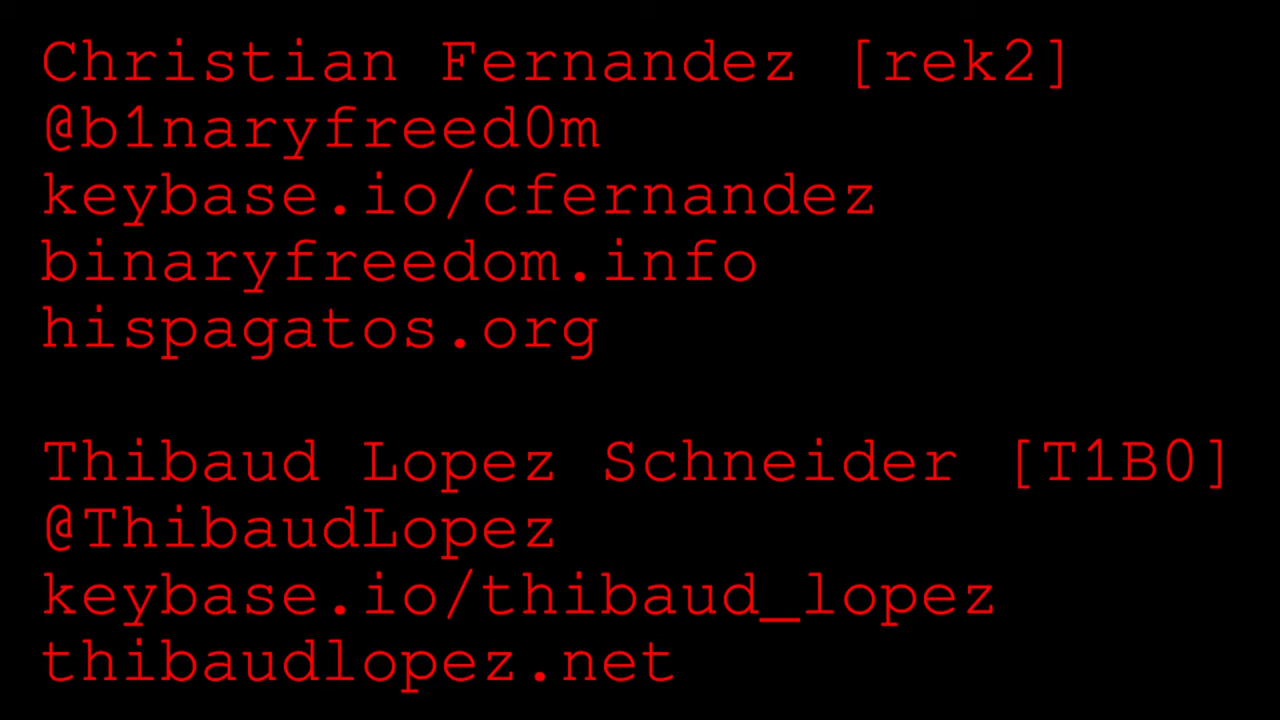 Christian Fernandez [rek2]
@b1naryfreed0m
keybase.io/cfernandez
binaryfreedom.info
hispagatos.org
Thibaud Lopez Schneider [T1B0]
@ThibaudLopez
keybase.io/thibaud_lopez
thibaudlopez.net